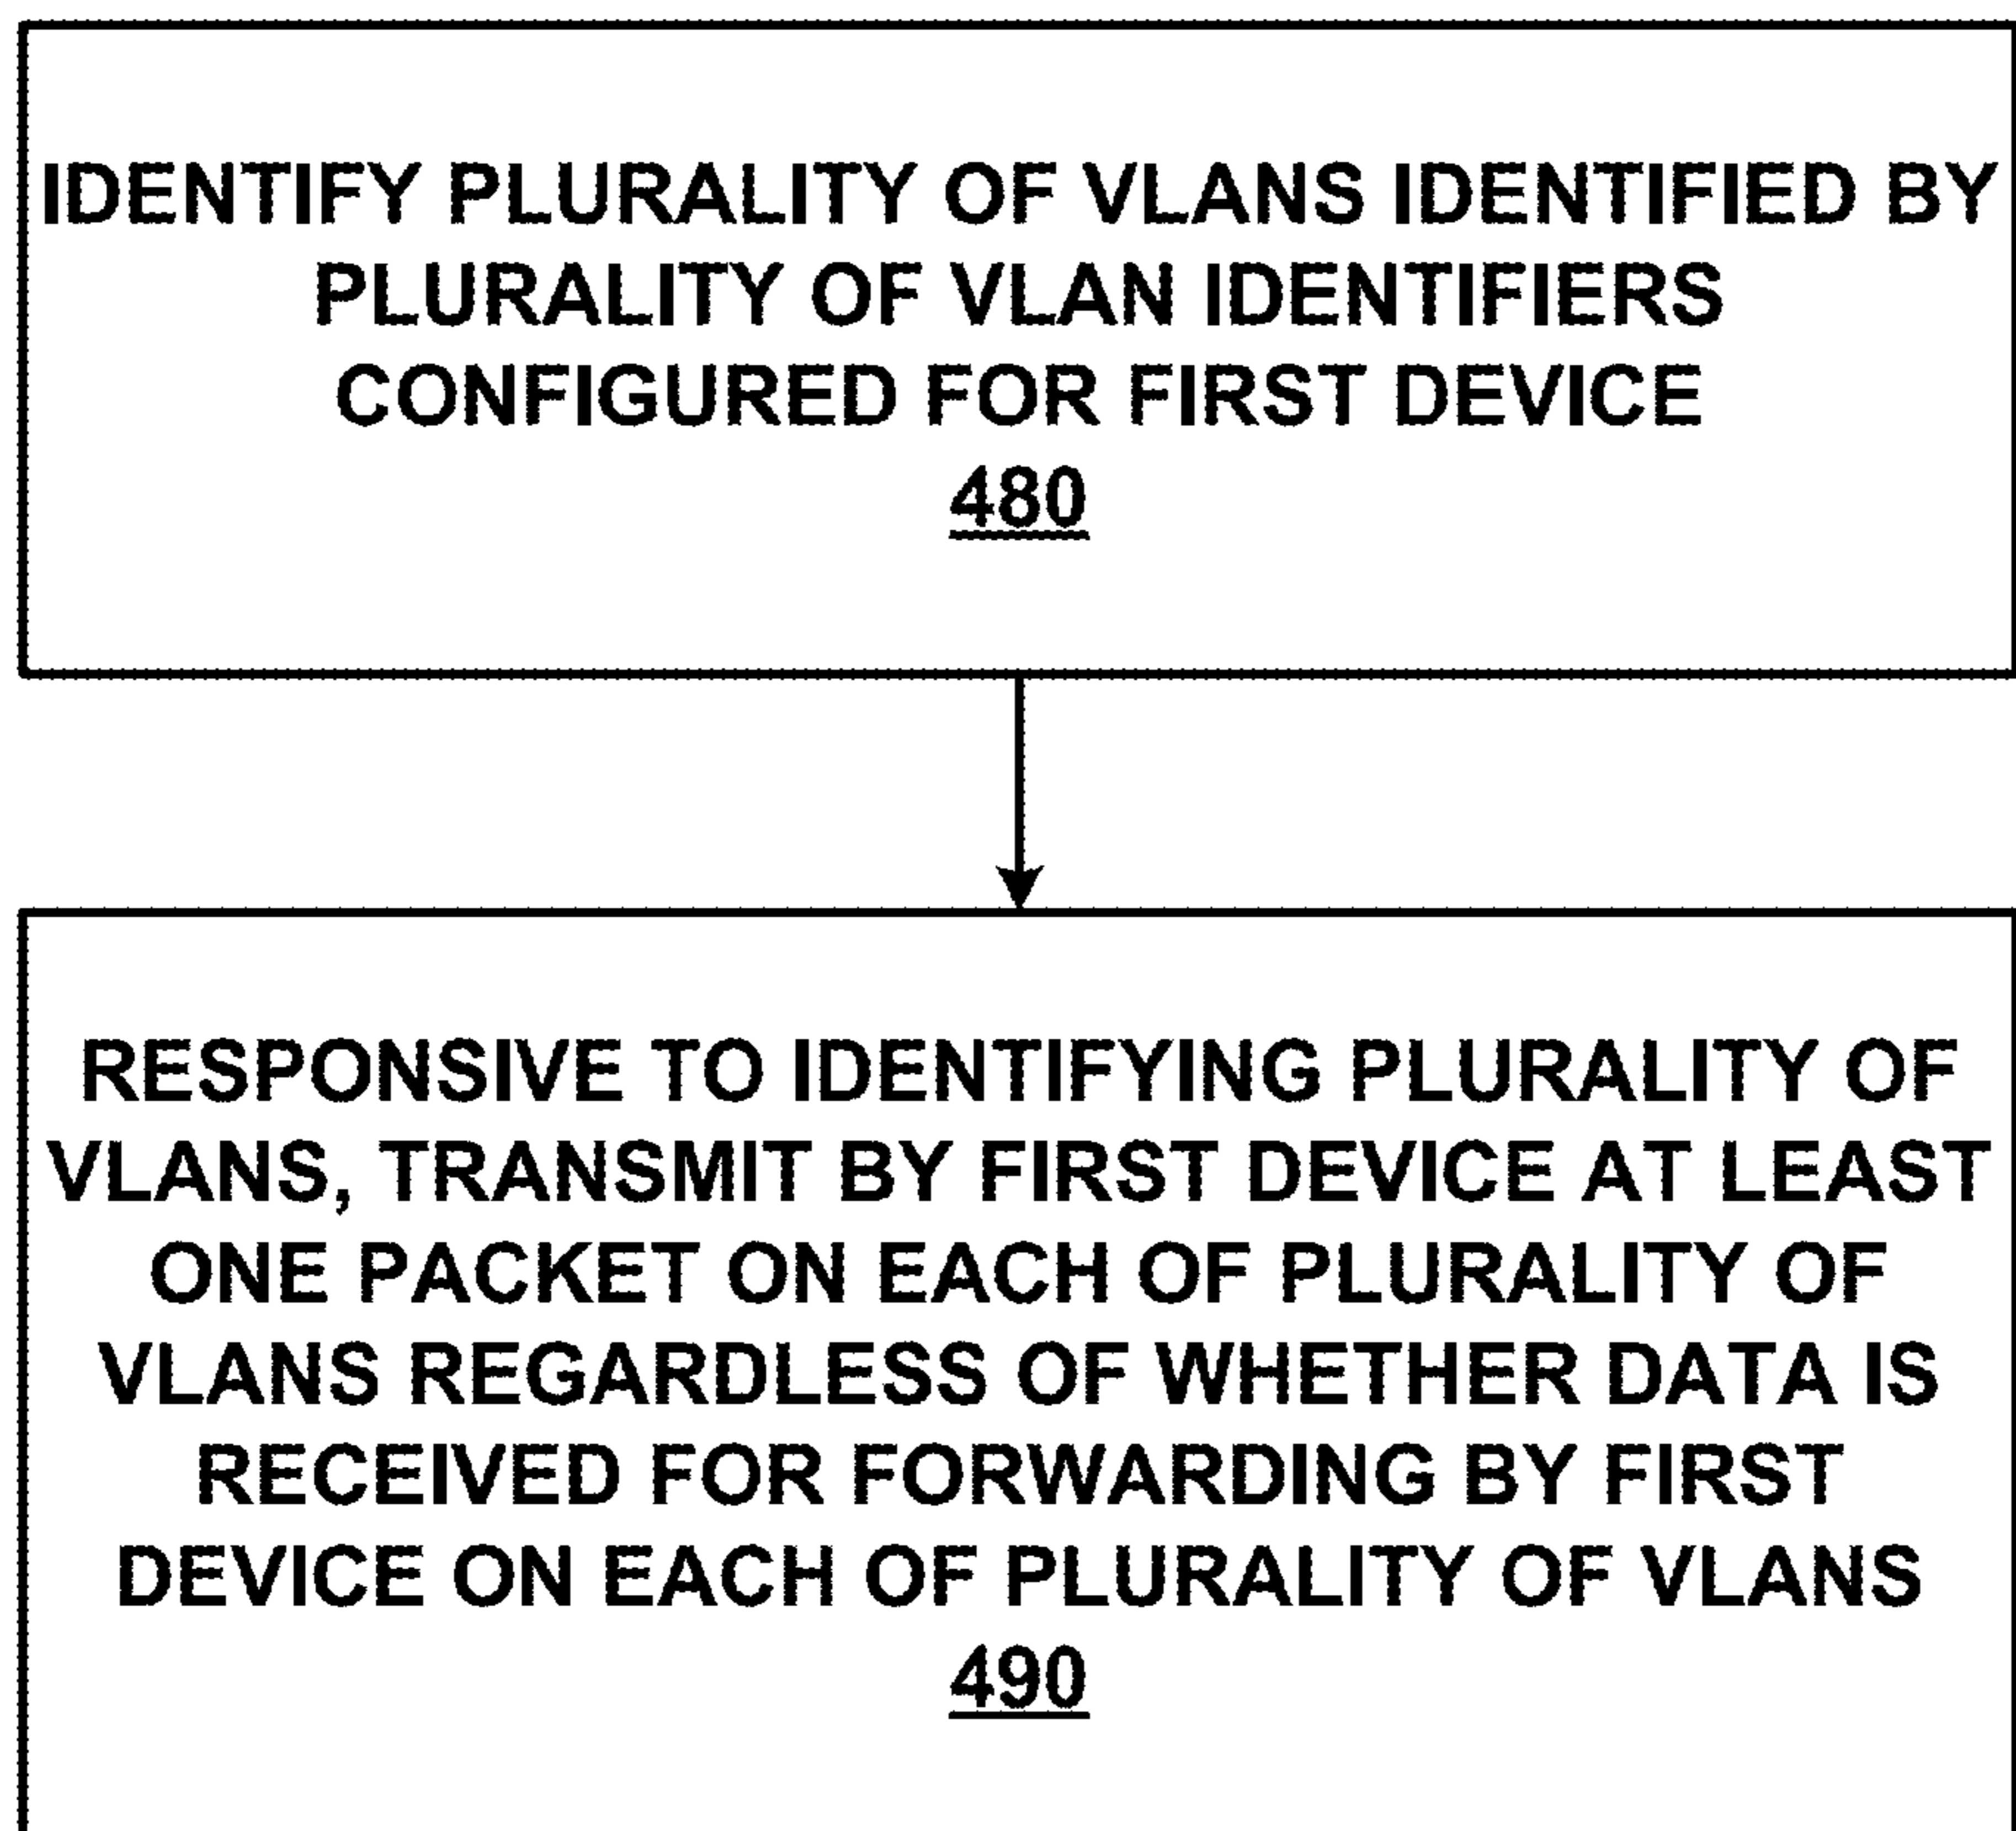 IDENTIFY PLURALITY OF VLANS IDENTIFIED BY
PLURALITY OF VLAN IDENTIFIERS
CONFIGURED FOR FIRST DEVICE
480
RESPONSIVE TO IDENTIFYING PLURALITY OF
VLANS, TRANSMIT BY FIRST DEVICE AT LEAST
ONE PACKET ON EACH OF PLURALITY OF
VLANS REGARDLESS OF WHETHER DATA IS
RECEIVED FOR FORWARDING BY FIRST
DEVICE ON EACH OF PLURALITY OF VLANS
490